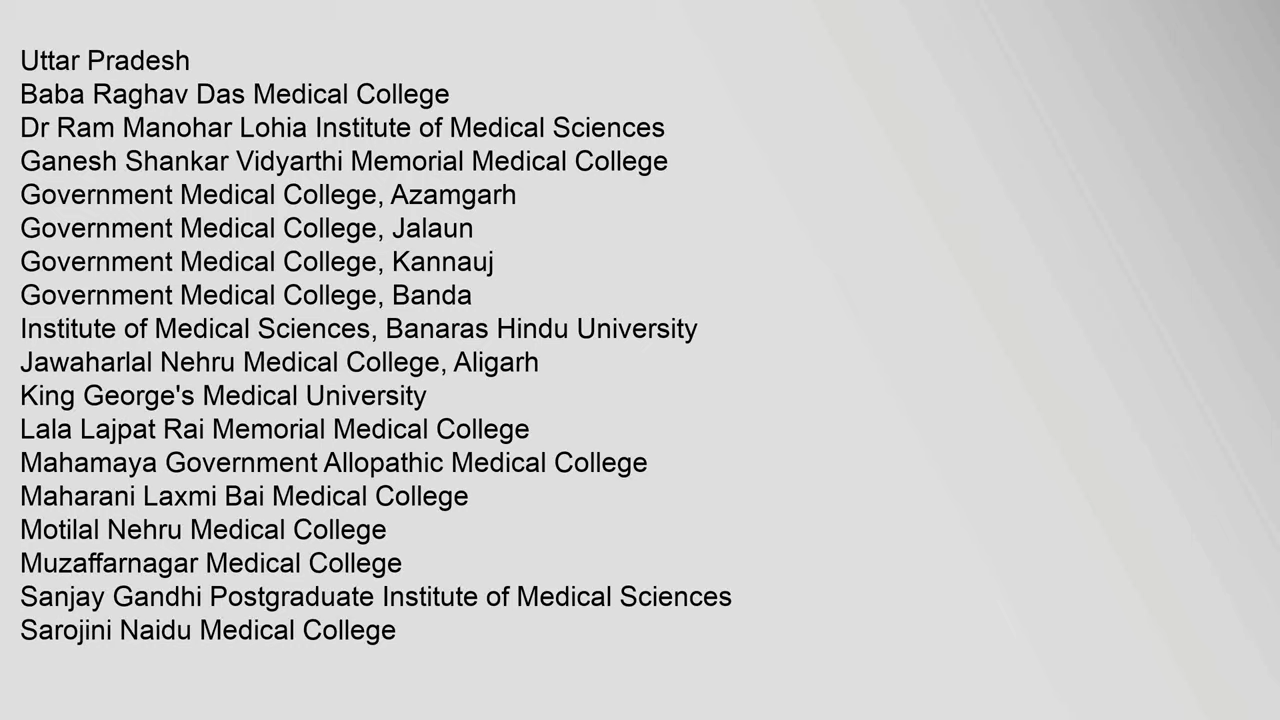 Uttar Pradesh
Baba Raghav Das Medical College
Dr Ram Manohar Lohia Institute of Medical Sciences
Ganesh Shankar Vidyarthi Memorial Medical College
Government Medical College, Azamgarh
Government Medical College, Jalaun
Government Medical College, Kannauj
Government Medical College, Banda
Institute of Medical Sciences, Banaras Hindu University
Jawaharlal Nehru Medical College, Aligarh
King George's Medical University
Lala Lajpat Rai Memorial Medical College
Mahamaya Government Allopathic Medical College
Maharani Laxmi Bai Medical College
Motilal Nehru Medical College
Muzaffarnagar Medical College
Sanjay Gandhi Postgraduate Institute of Medical Sciences
Sarojini Naidu Medical College